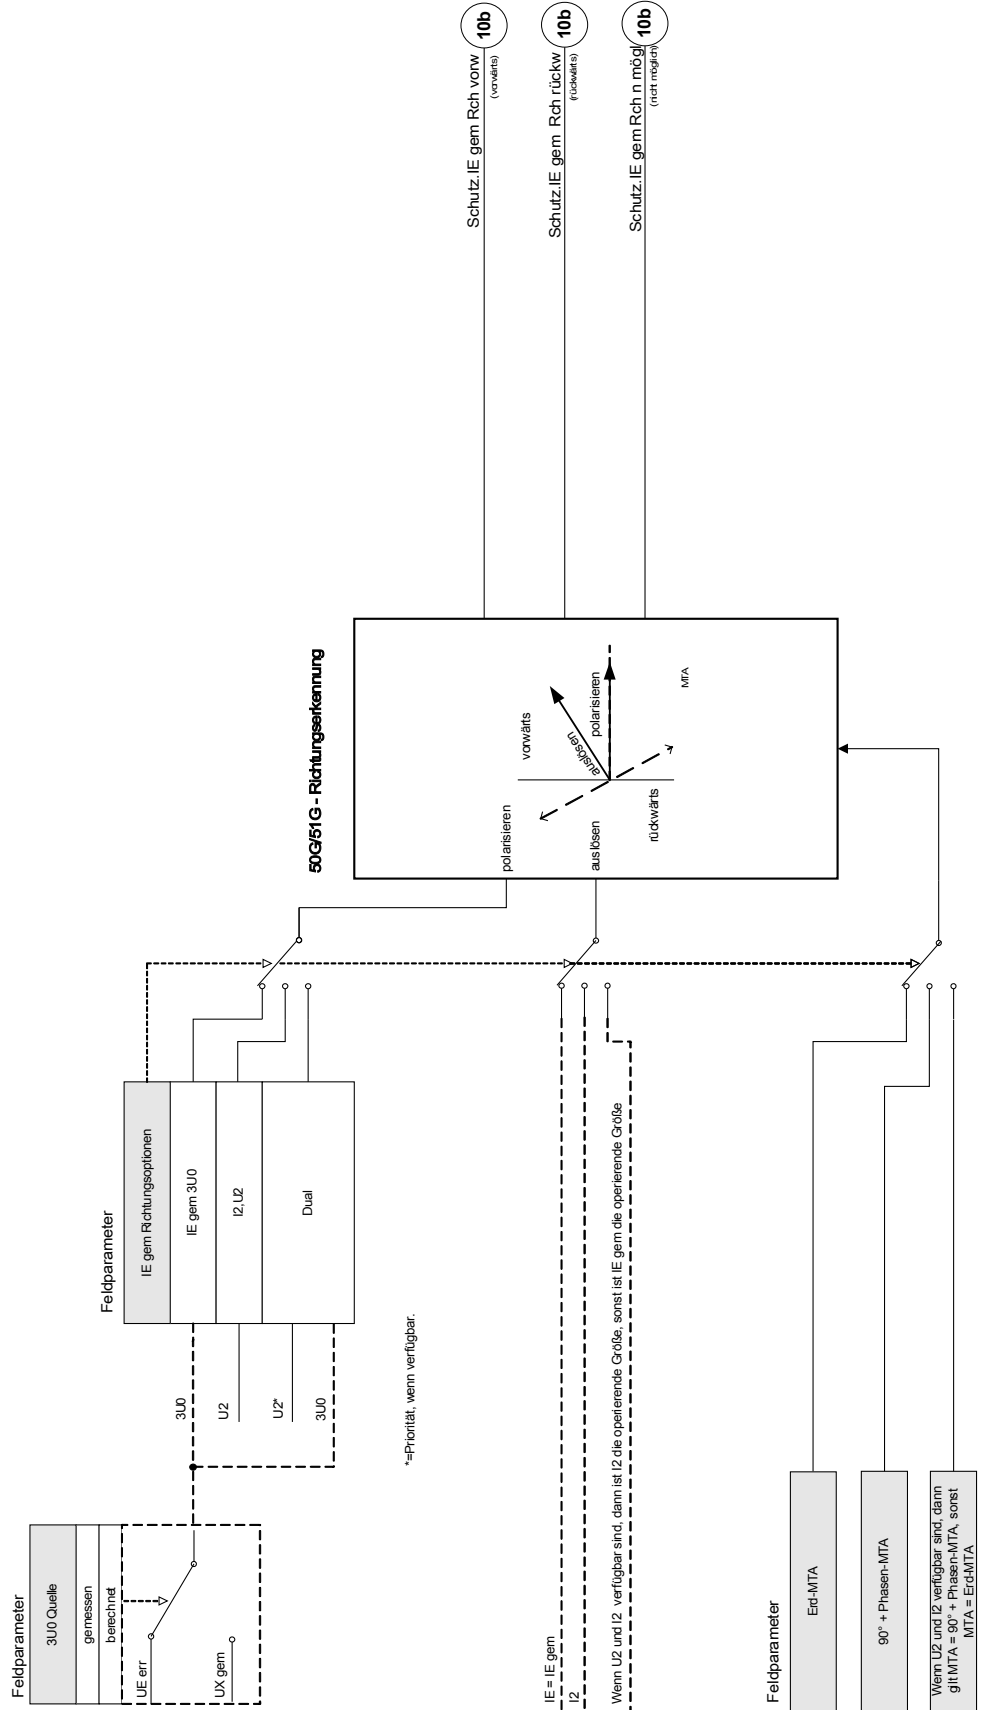 Feldparameter
3U0 Quelle
gemessen
berechnet
UE err
UX gem
Feldparameter
IE gem Richtungsoptionen
IE gem 3U0
I2,U2
Dual
3U0
U2
U2*
3U0
*=Priorität, wenn verfügbar.
50G/51G - Richtungserkennung
polarisieren
auslösen
vorwärts
auslösen
polarisieren
rückwärts
MTA
Schutz.IE gem Rch vorw
(vorwärts)
10b
Schutz.IE gem Rch rückw
(rückwärts)
10b
Schutz.IE gem Rch n mögl
(nicht möglich)
10b
IE = IE gem
I2
Wenn U2 und I2 verfügbar sind, dann ist I2 die operierende Größe, sonst ist IE gem die operierende Größe
Feldparameter
Erd-MTA
90° + Phasen-MTA
Wenn U2 und I2 verfügbar sind, dann
gilt MTA = 90° + Phasen-MTA, sonst
MTA = Erd-MTA